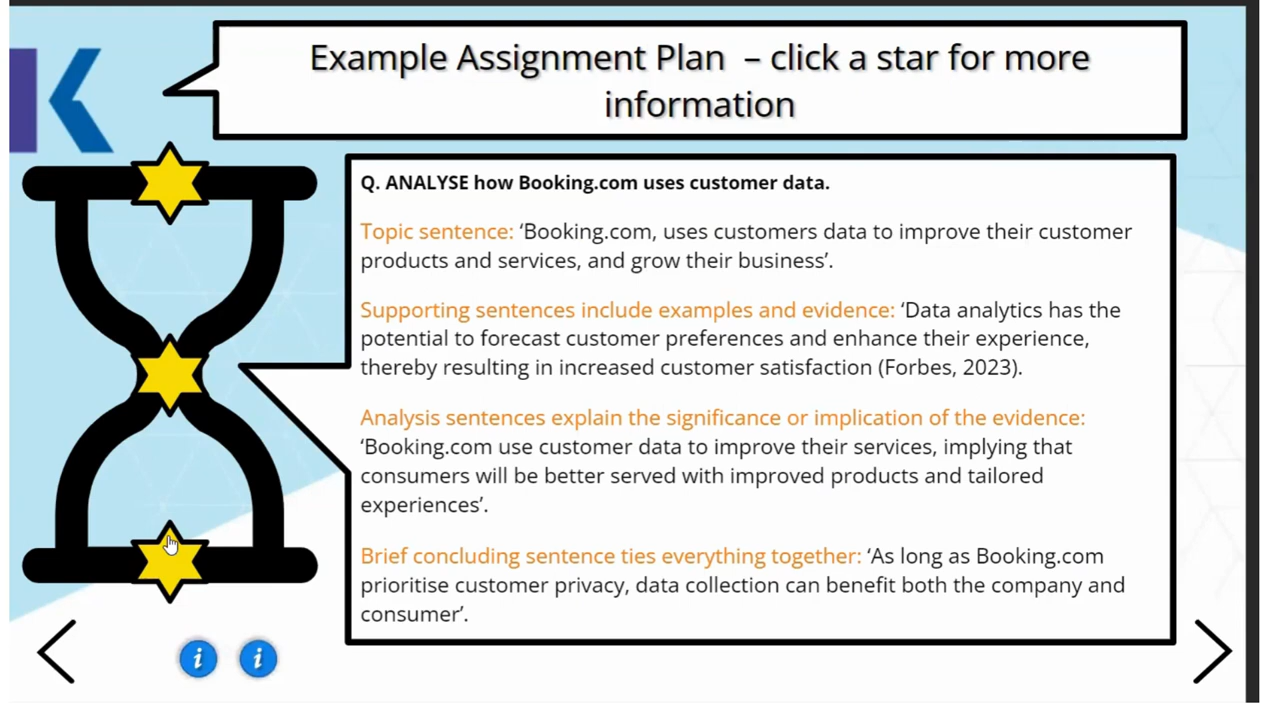 Example Assignment Plan – click a star for more
information
Q. ANALYSE how Booking.com uses customer data.
Topic sentence: ‘Booking.com, uses customers data to improve their customer
products and services, and grow their business’.
Supporting sentences include examples and evidence: ‘Data analytics has the
potential to forecast customer preferences and enhance their experience,
thereby resulting in increased customer satisfaction (Forbes, 2023).
Analysis sentences explain the significance or implication of the evidence:
‘Booking.com use customer data to improve their services, implying that
consumers will be better served with improved products and tailored
experiences’.
Brief concluding sentence ties everything together: ‘As long as Booking.com
prioritise customer privacy, data collection can benefit both the company and
consumer’.
i i